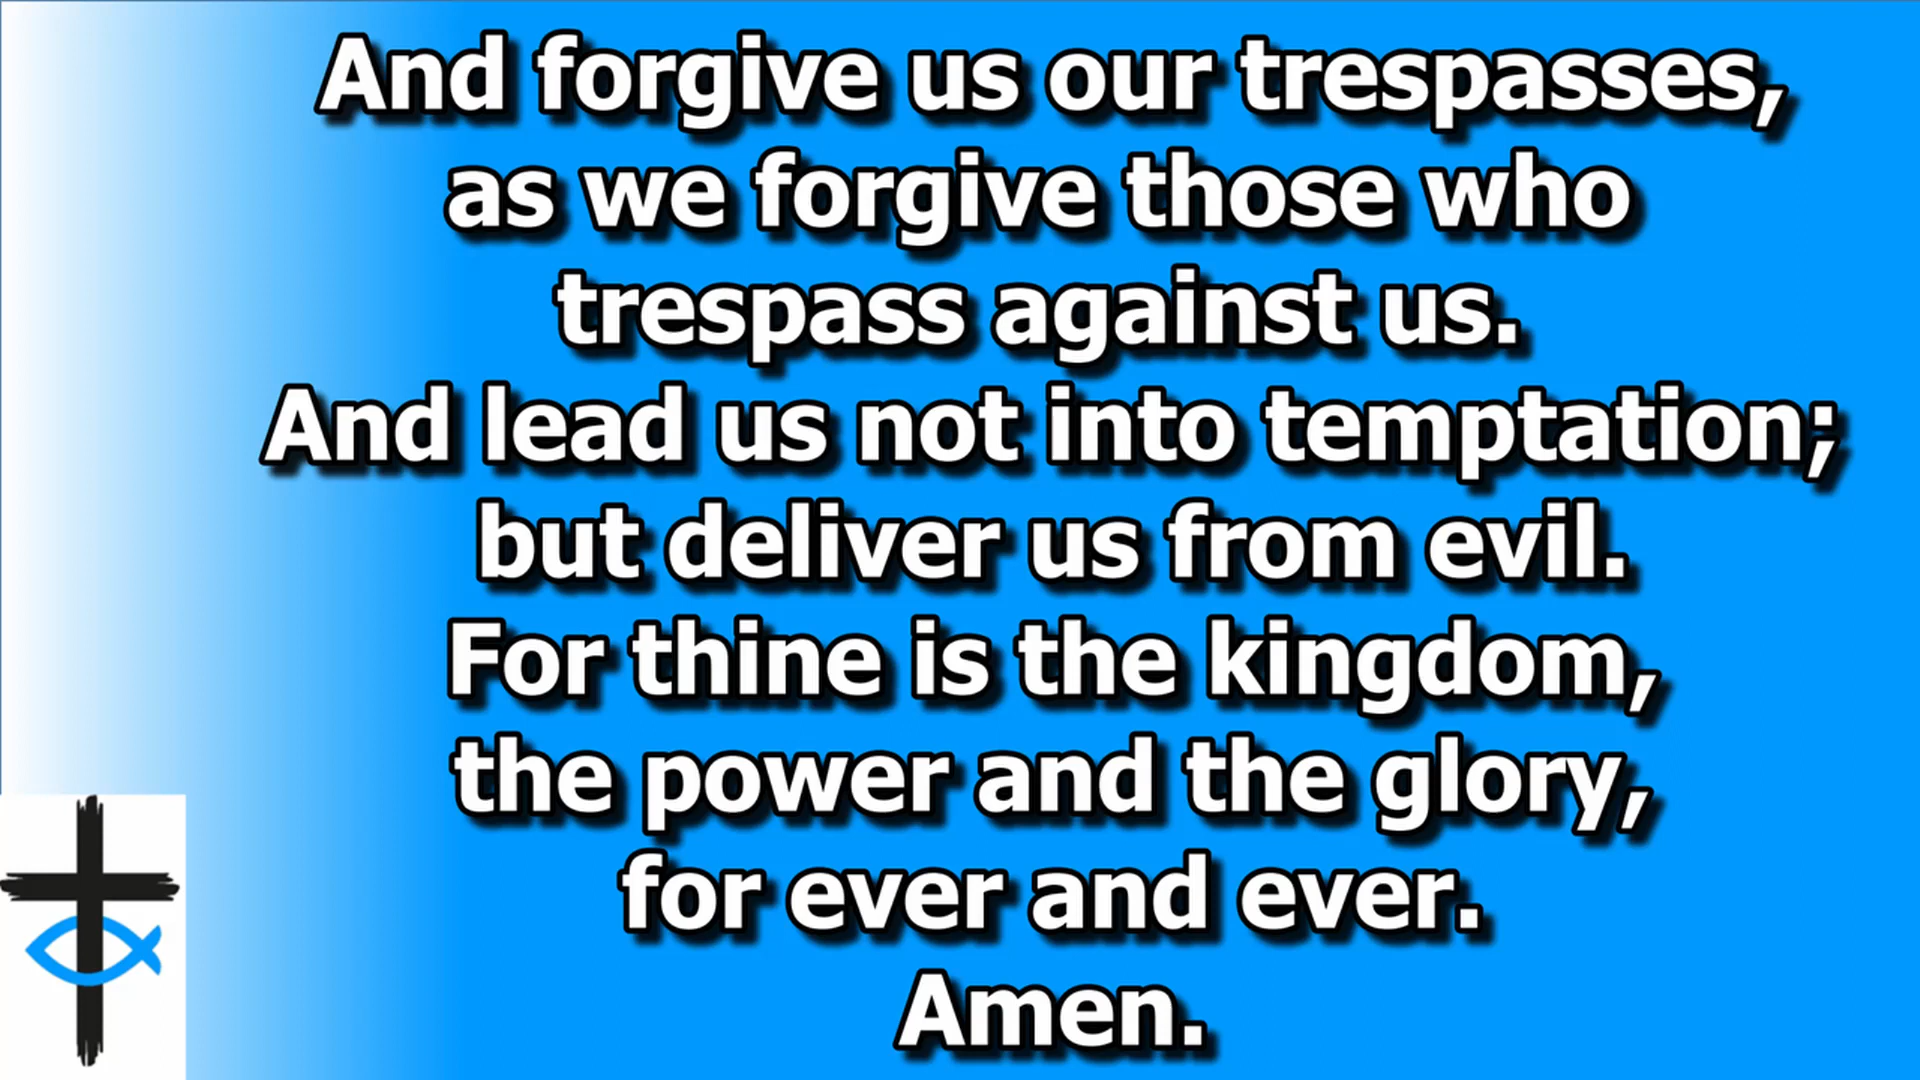 And forgive us our trespasses,
as we forgive those who
trespass against us.
And lead us not into temptation;
but deliver us from evil.
For thine is the kingdom,
the power and the glory,
for ever and ever.
Amen.